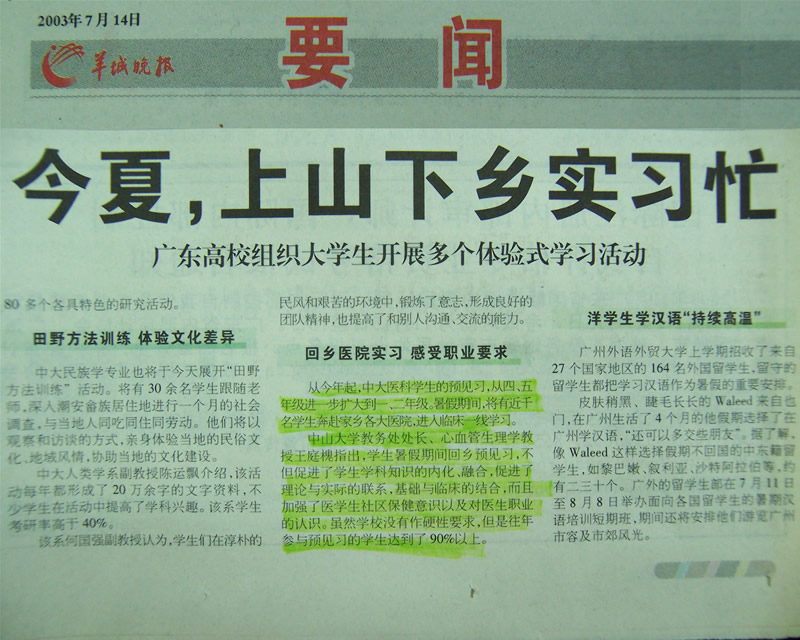 2003年7月14日
羊城晚报
要闻
今夏,上山下乡实习忙
广东高校组织大学生开展多个体验式学习活动
80 多个各具特色的研究活动。
田野方法训练 体验文化差异
中大民族学专业也将于今天展开“田野
方法训练”活动。将有 30 余名学生跟随老
师,深入潮安畲族居住地进行一个月的社会
调查,与当地人同吃同住同劳动。他们将以
观察和访谈的方式,亲身体验当地的民俗文
化、地域风情,协助当地的文化建设。
中大人类学系副教授陈运飘介绍,该活
动每年都形成了 20 万余字的文字资料,不
少学生在活动中提高了学科兴趣。该系学生
考研率高于 40%。
该系何国强副教授认为,学生们在淳朴的
民风和艰苦的环境中,锻炼了意志,形成良好的
团队精神,也提高了和别人沟通、交流的能力。
回乡医院实习 感受职业要求
从今年起,中大医科学生的预见习,从四、五
年级进一步扩大到一、二年级。暑假期间,将有近千
名学生奔赴家乡各大医院,进入临床一线学习。
中山大学教务处处长、心血管生理学教
授王庭槐指出,学生暑假期间回乡预见习,不
但促进了学生学科知识的内化、融合,促进了
理论与实际的联系,基础与临床的结合,而且
加强了医学生社区保健意识以及对医生职业
的认识。虽然学校没有作硬性要求,但是往年
参与预见习的学生达到了 90%以上。
洋学生学汉语“持续高温”
广州外语外贸大学上学期招收了来自
27 个国家地区的 164 名外国留学生,留守的
留学生都把学习汉语作为暑假的重要安排。
皮肤稍黑、睫毛长长的 Waleed 来自也
门,在广州生活了 4 个月的他假期选择了在
广州学汉语,“还可以多交些朋友”。据了解,
像 Waleed 这样选择假期不回国的中东籍留
学生,如黎巴嫩、叙利亚、沙特阿拉伯等,约
有二三十个。广外的留学生部在 7 月 11 日
至 8 月 8 日举办面向各国留学生的暑期汉
语培训短期班,期间还将安排他们游览广州
市容及市郊风光。